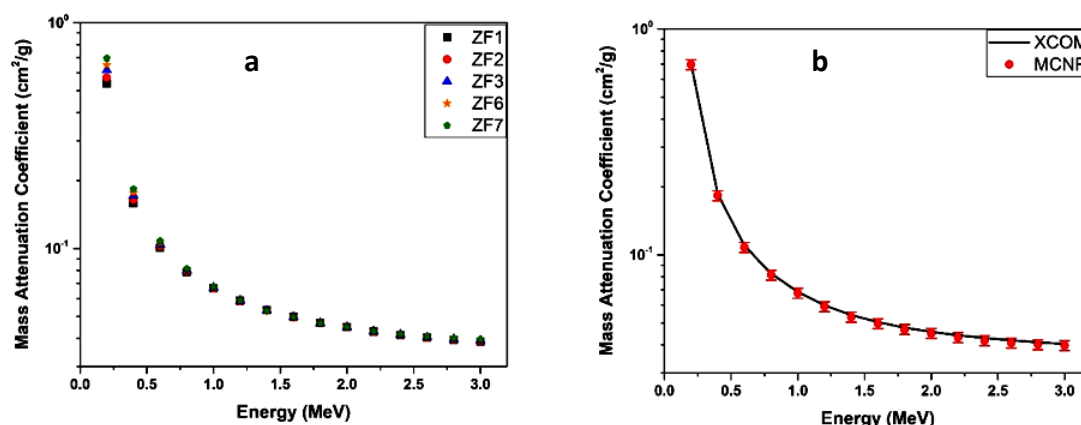 10⁰
10⁻¹
Mass Attenuation Coefficient (cm²/g)
a
ZF1
ZF2
ZF3
ZF6
ZF7
0.0 0.5 1.0 1.5 2.0 2.5 3.0
Energy (MeV)
10⁰
10⁻¹
Mass Attenuation Coefficient (cm²/g)
b
XCOM
MCNP
0.0 0.5 1.0 1.5 2.0 2.5 3.0
Energy (MeV)